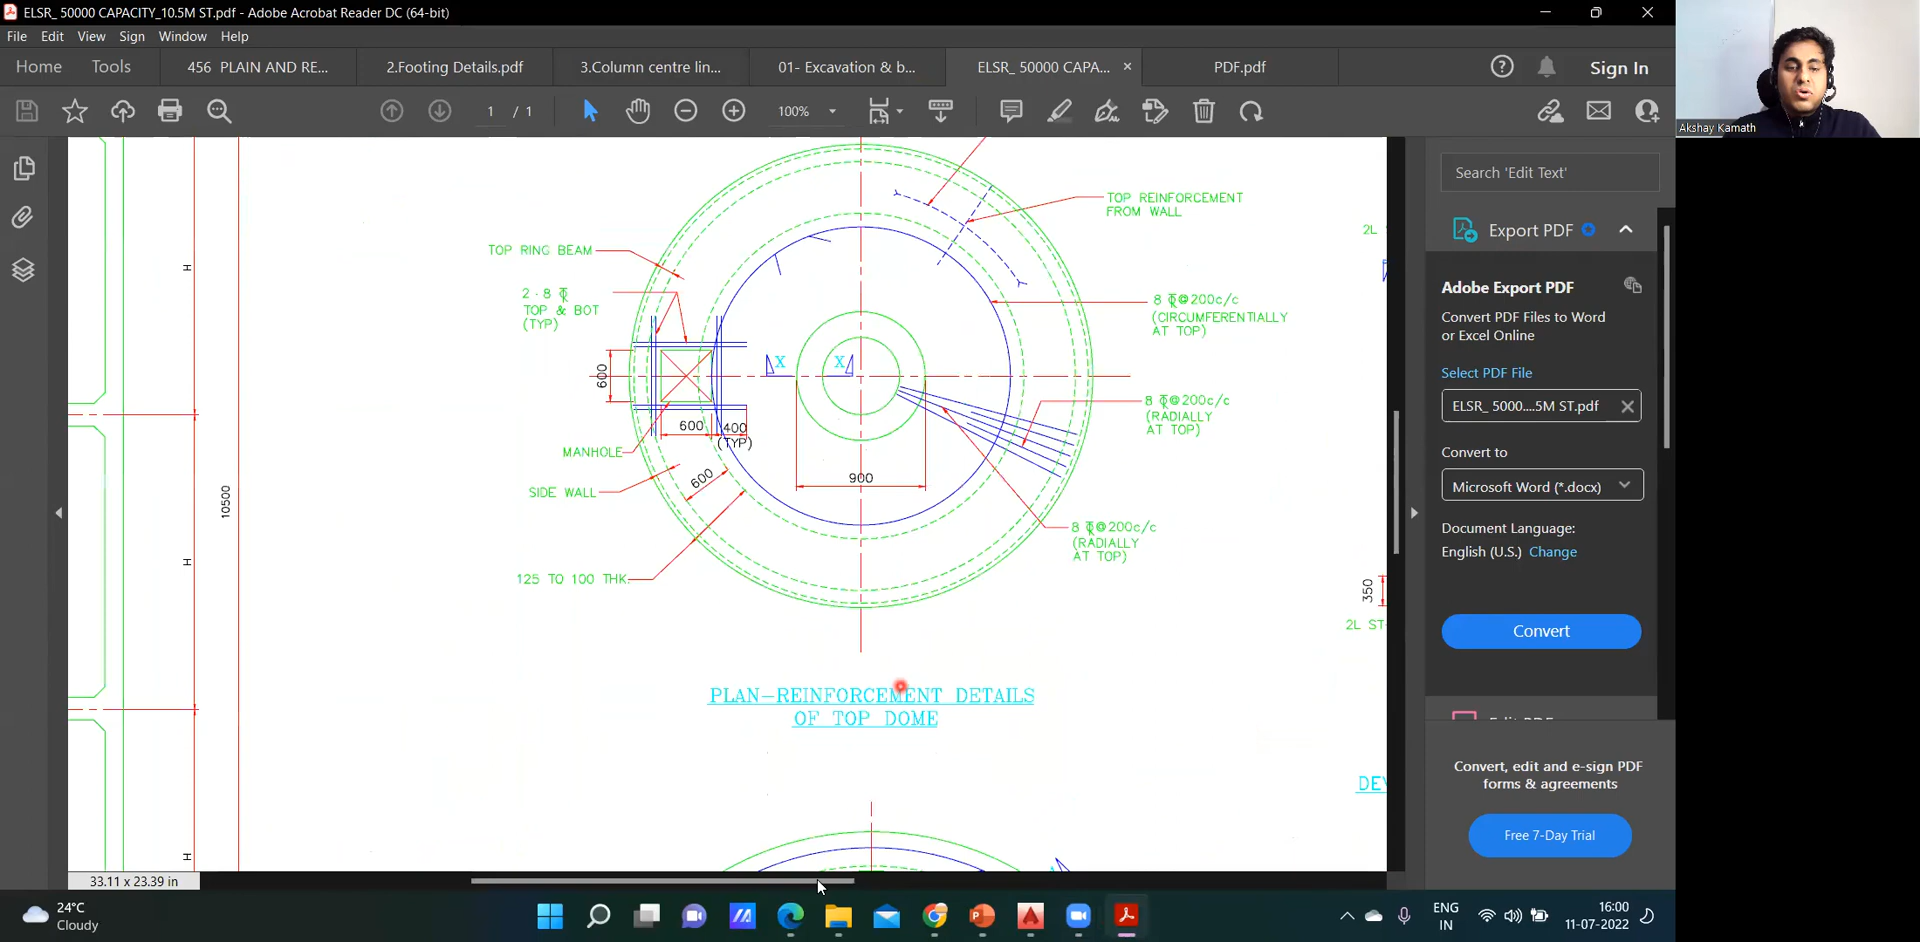 ELSR_ 50000 CAPACITY_10.5M ST.pdf - Adobe Acrobat Reader DC (64-bit)
File Edit View Sign Window Help
Home Tools 456 PLAIN AND RE... 2.Footing Details.pdf 3.Column centre lin... 01- Excavation & b... ELSR_ 50000 CAPA... PDF.pdf Sign In
1 / 1 100%
Akshay Kamath
Search 'Edit Text'
Export PDF
Adobe Export PDF
Convert PDF Files to Word
or Excel Online
Select PDF File
ELSR_ 5000....5M ST.pdf
Convert to
Microsoft Word (*.docx)
Document Language:
English (U.S.) Change
Convert
Convert, edit and e-sign PDF
forms & agreements
Free 7-Day Trial
TOP REINFORCEMENT
FROM WALL
TOP RING BEAM
2 - 8
TOP & BOT
(TYP)
8 @200c/c
(CIRCUMFERENTIALLY
AT TOP)
X X
600
8 @200c/c
(RADIALLY
AT TOP)
600 400
(TYP)
MANHOLE
600
900
SIDE WALL
8 @200c/c
(RADIALLY
AT TOP)
125 TO 100 THK.
H
10500
H
H
2L
350
2L ST
PLAN-REINFORCEMENT DETAILS
OF TOP DOME
DEV
33.11 x 23.39 in
24°C
Cloudy
ENG
IN
16:00
11-07-2022